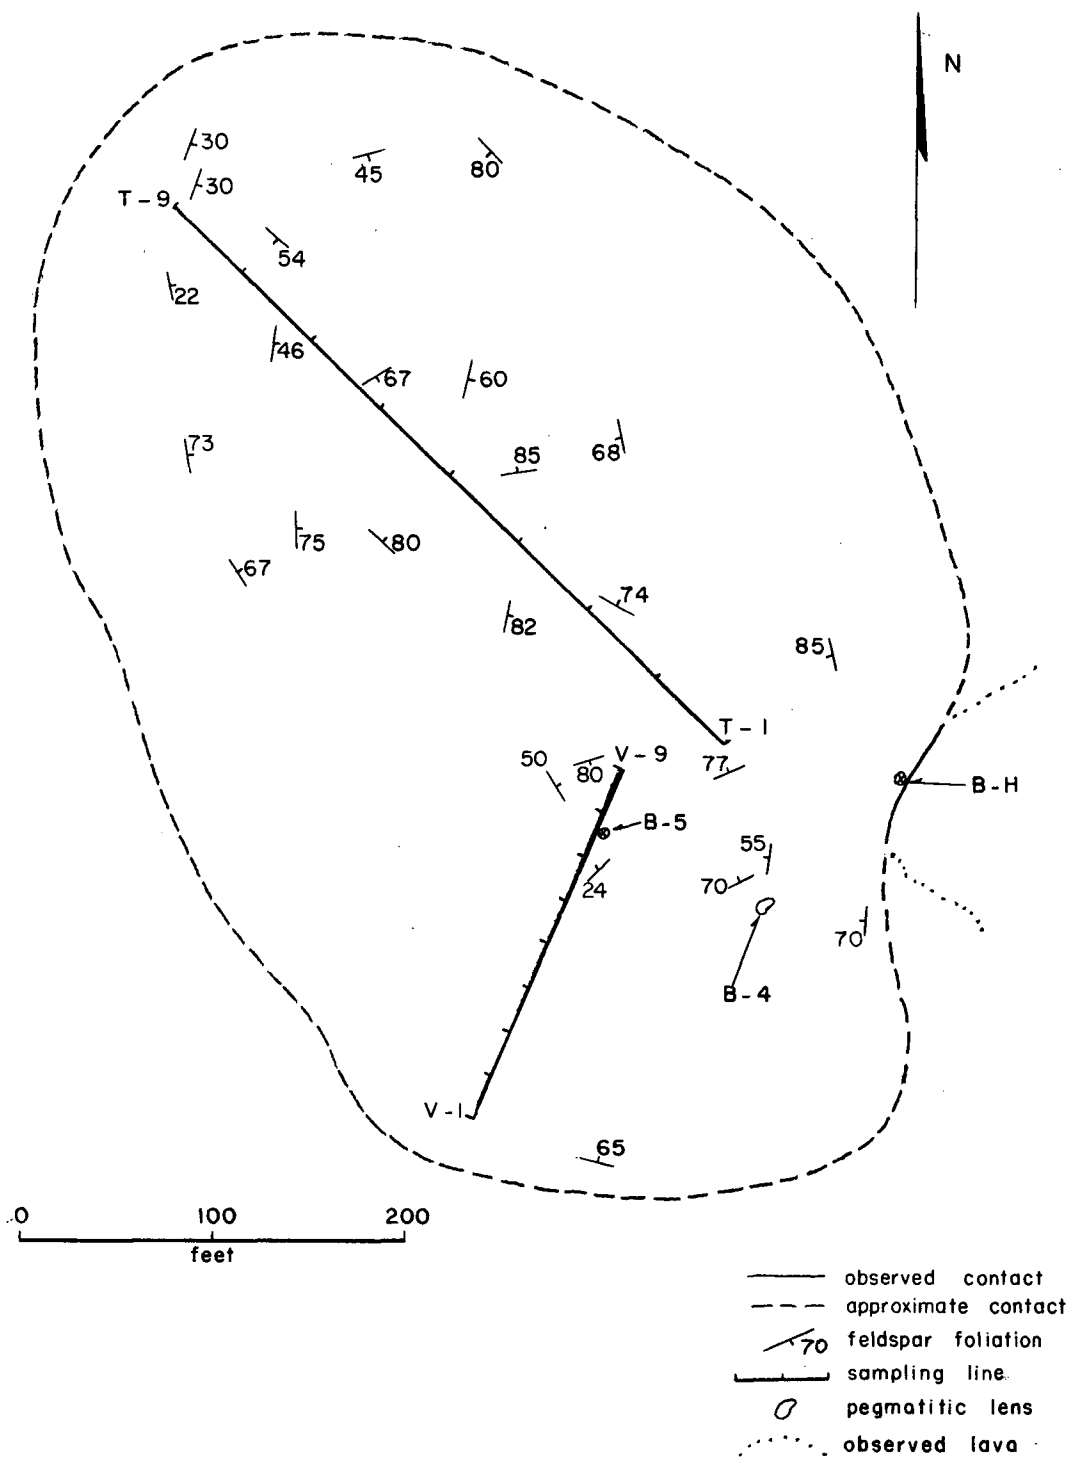 N
30
45
80
30
T-9
54
22
46
67
60
73
85
68
75
80
67
74
82
85
T-1
50
80
V-9
77
B-H
B-5
55
24
70
70
B-4
V-1
65
0 100 200
feet
observed contact
approximate contact
70 feldspar foliation
sampling line
pegmatitic lens
observed lava